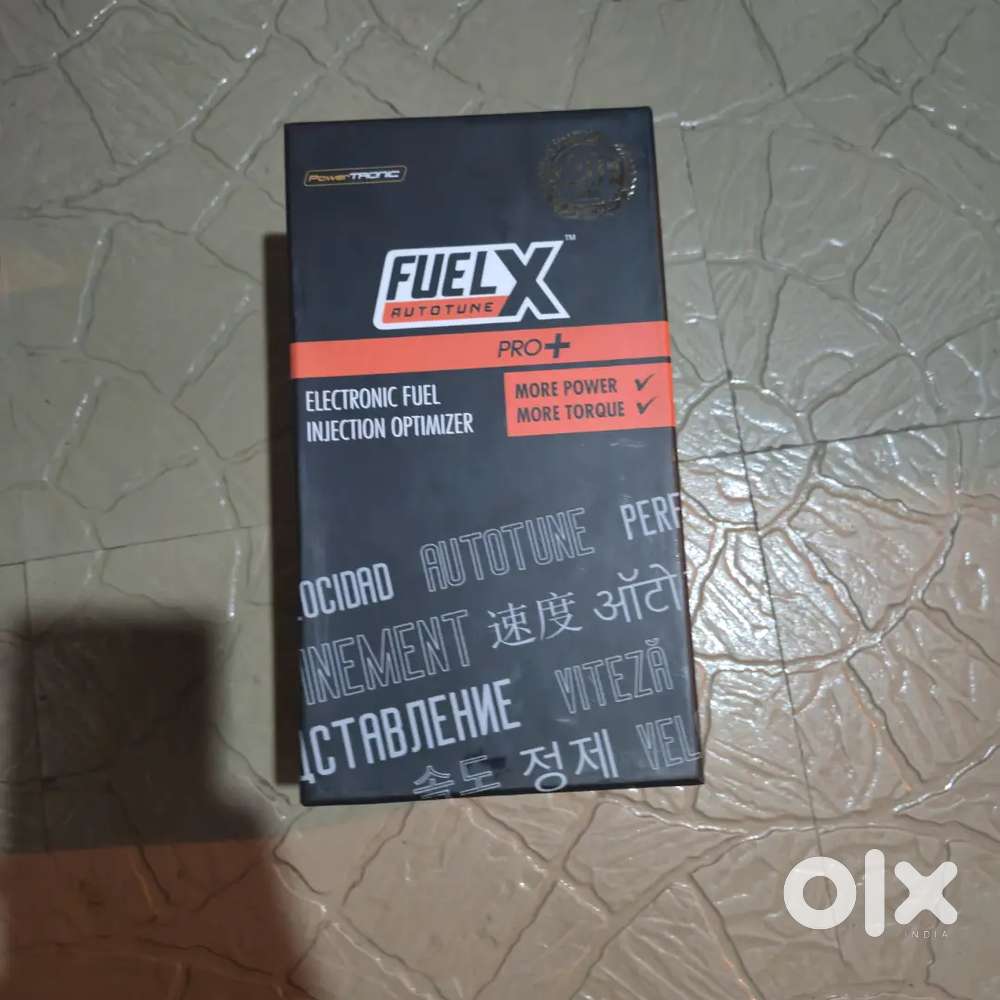 PowerTRONIC
FUELX™
AUTOTUNE
PRO+
ELECTRONIC FUEL
INJECTION OPTIMIZER
MORE POWER ✓
MORE TORQUE ✓
OCIDAD AUTOTUNE PERF
INEMENT 速度 ऑटो
ДСТАВЛЕНИЕ VITEZĂ
속도 정제 VEL
olx
INDIA